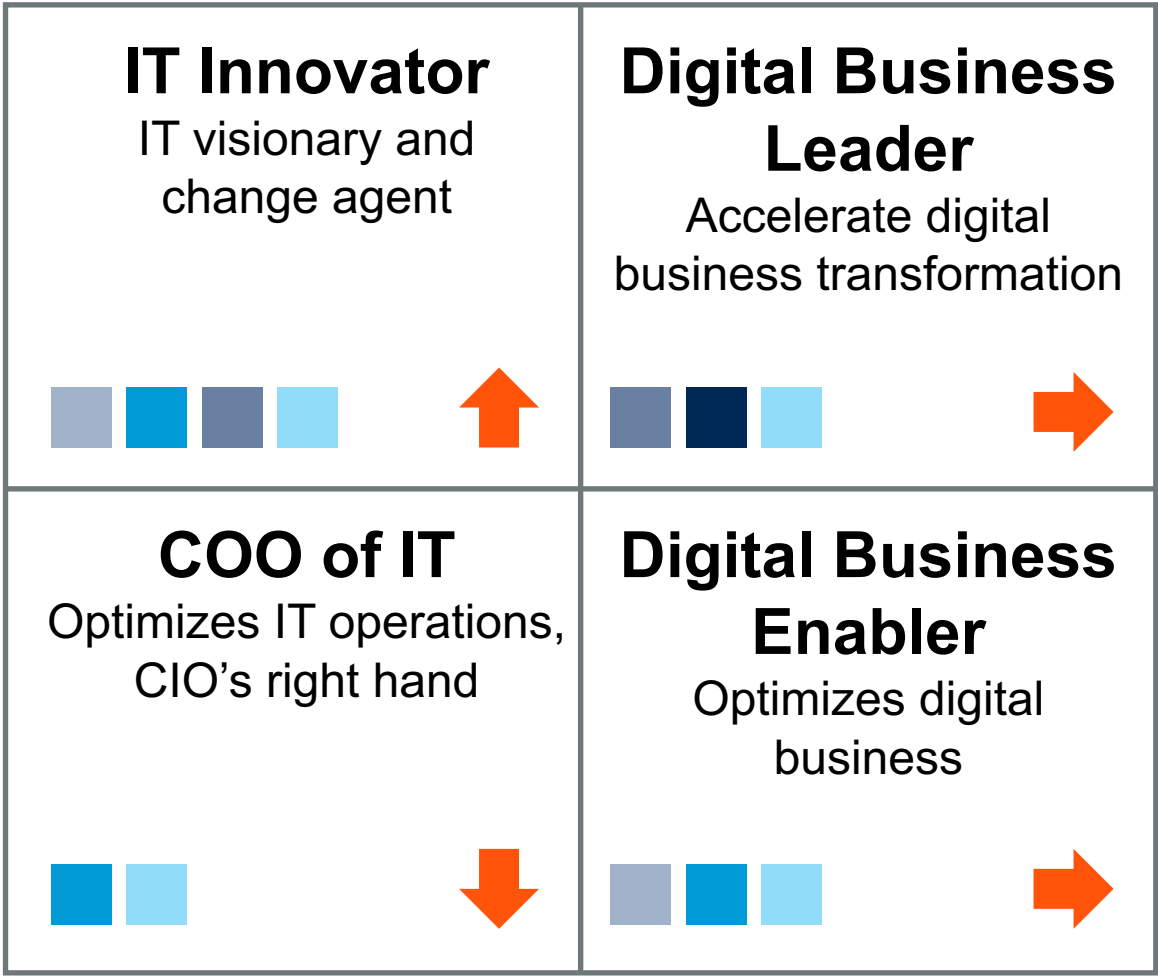 IT Innovator
IT visionary and
change agent
Digital Business
Leader
Accelerate digital
business transformation
COO of IT
Optimizes IT operations,
CIO’s right hand
Digital Business
Enabler
Optimizes digital
business